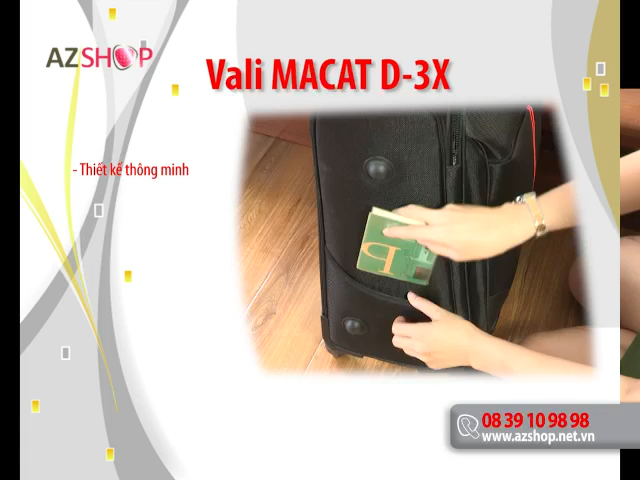 AZSHOP
Vali MACAT D-3X
- Thiết kế thông minh
P
08 39 10 98 98
www.azshop.net.vn